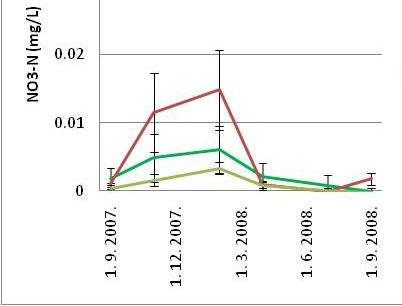 NO3-N (mg/L)
0.02
0.01
0
1. 9. 2007.
1. 12. 2007.
1. 3. 2008.
1. 6. 2008.
1. 9. 2008.